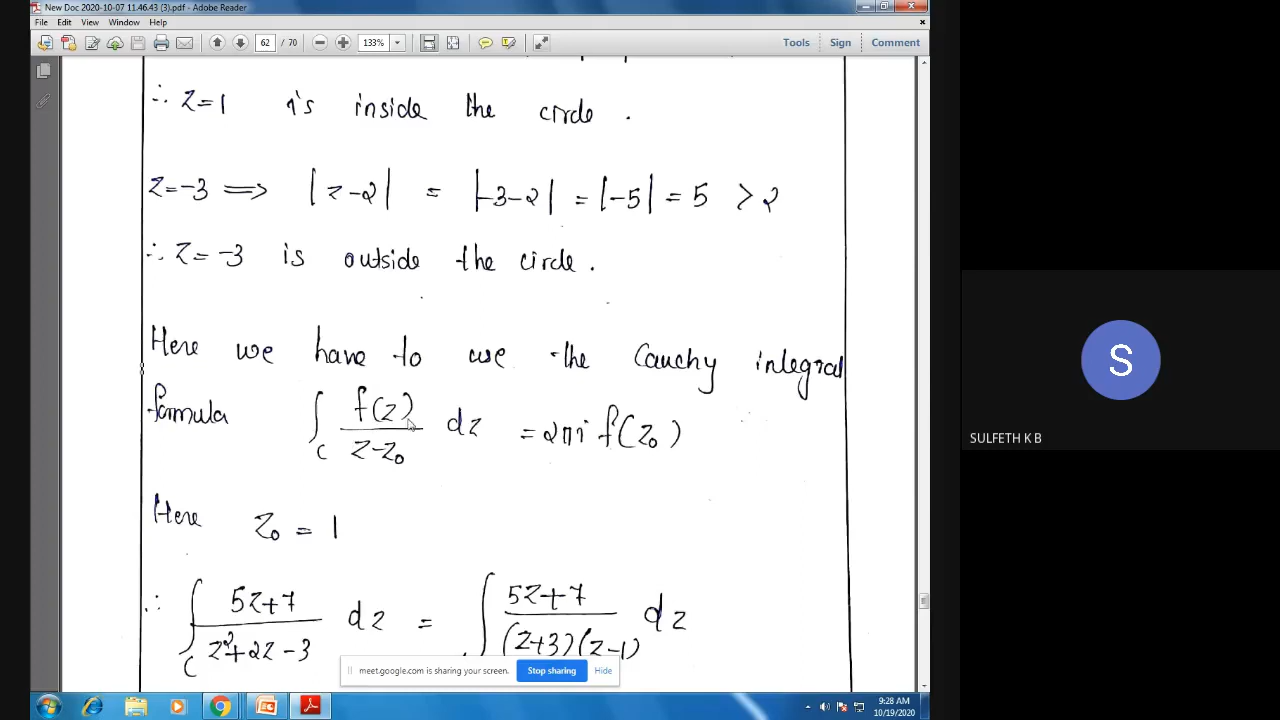 New Doc 2020-10-07 11.46.43 (3).pdf - Adobe Reader
File Edit View Window Help
62 / 70 133% Tools Sign Comment
∴ z=1 is inside the circle .
z=-3 ⟹ |z-2| = |-3-2| = |-5| = 5 > 2
∴ z= -3 is outside the circle .
Here we have to use the Cauchy integral
formula ∫_C f(z)/(z-z₀) dz = 2πi f(z₀)
Here z₀ = 1
∴ ∫_C (5z+7)/(z²+2z-3) dz = ∫ (5z+7)/((z+3)(z-1)) dz
meet.google.com is sharing your screen. Stop sharing Hide
S
SULFETH K B
9:28 AM
10/19/2020